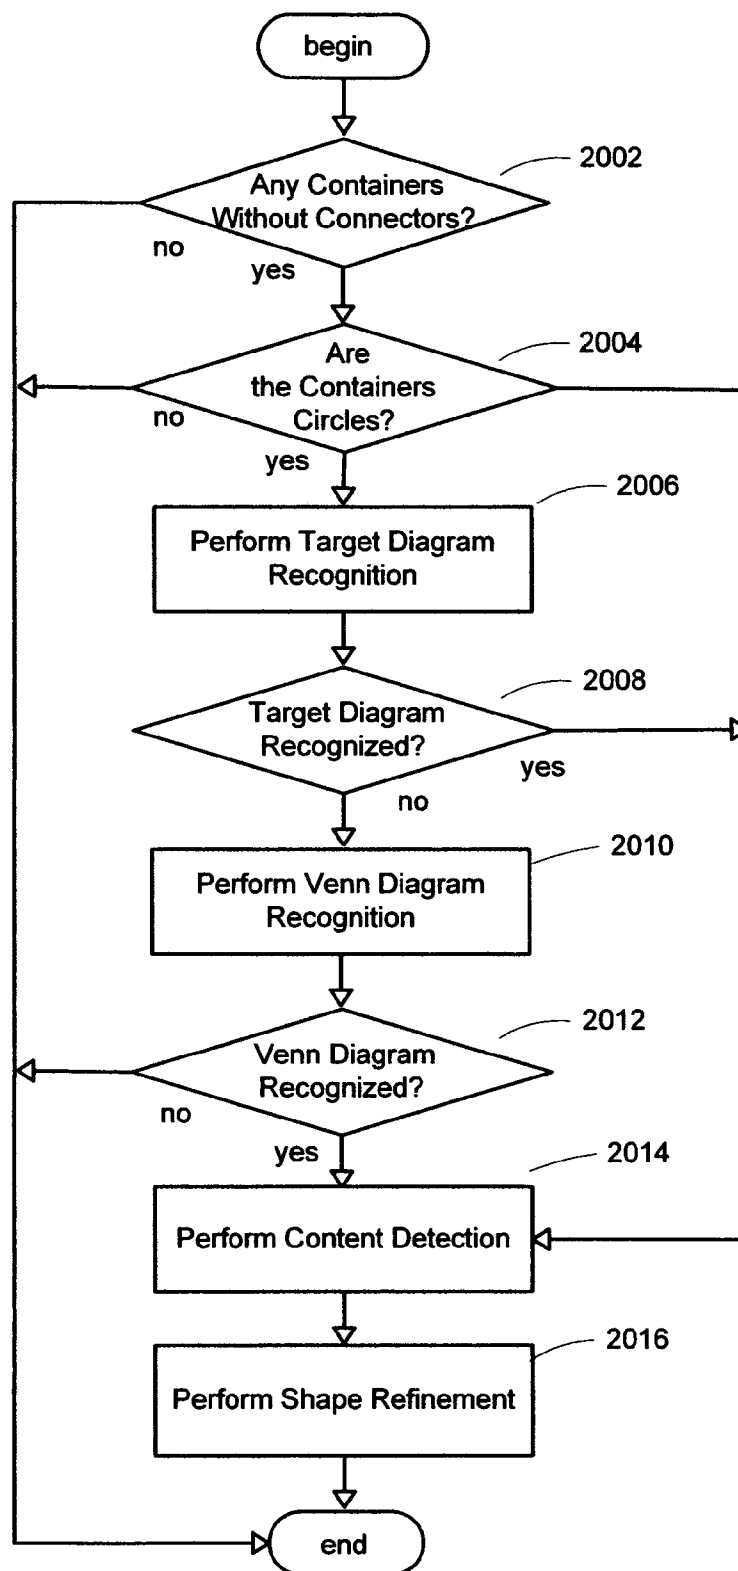 begin
2002
Any Containers
Without Connectors?
no
yes
2004
Are
the Containers
Circles?
no
yes
2006
Perform Target Diagram
Recognition
2008
Target Diagram
Recognized?
yes
no
2010
Perform Venn Diagram
Recognition
2012
Venn Diagram
Recognized?
no
yes
2014
Perform Content Detection
2016
Perform Shape Refinement
end